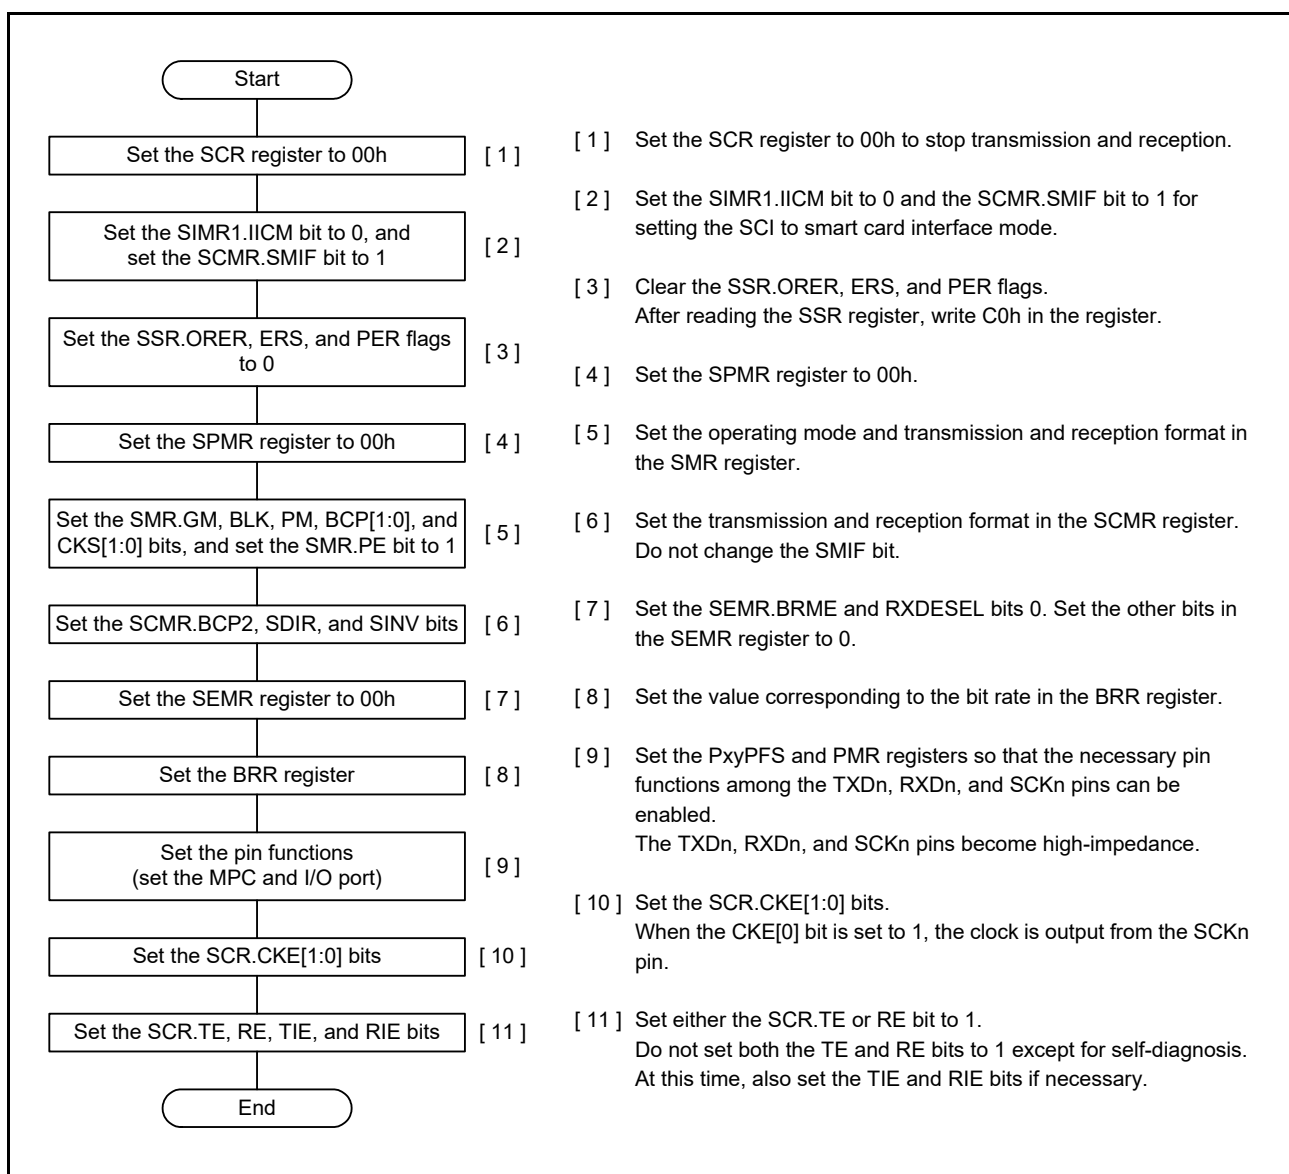 Start
Set the SCR register to 00h
[ 1 ]
Set the SIMR1.IICM bit to 0, and
set the SCMR.SMIF bit to 1
[ 2 ]
Set the SSR.ORER, ERS, and PER flags
to 0
[ 3 ]
Set the SPMR register to 00h
[ 4 ]
Set the SMR.GM, BLK, PM, BCP[1:0], and
CKS[1:0] bits, and set the SMR.PE bit to 1
[ 5 ]
Set the SCMR.BCP2, SDIR, and SINV bits
[ 6 ]
Set the SEMR register to 00h
[ 7 ]
Set the BRR register
[ 8 ]
Set the pin functions
(set the MPC and I/O port)
[ 9 ]
Set the SCR.CKE[1:0] bits
[ 10 ]
Set the SCR.TE, RE, TIE, and RIE bits
[ 11 ]
End
[ 1 ] Set the SCR register to 00h to stop transmission and reception.
[ 2 ] Set the SIMR1.IICM bit to 0 and the SCMR.SMIF bit to 1 for
setting the SCI to smart card interface mode.
[ 3 ] Clear the SSR.ORER, ERS, and PER flags.
After reading the SSR register, write C0h in the register.
[ 4 ] Set the SPMR register to 00h.
[ 5 ] Set the operating mode and transmission and reception format in
the SMR register.
[ 6 ] Set the transmission and reception format in the SCMR register.
Do not change the SMIF bit.
[ 7 ] Set the SEMR.BRME and RXDESEL bits 0. Set the other bits in
the SEMR register to 0.
[ 8 ] Set the value corresponding to the bit rate in the BRR register.
[ 9 ] Set the PxyPFS and PMR registers so that the necessary pin
functions among the TXDn, RXDn, and SCKn pins can be
enabled.
The TXDn, RXDn, and SCKn pins become high-impedance.
[ 10 ] Set the SCR.CKE[1:0] bits.
When the CKE[0] bit is set to 1, the clock is output from the SCKn
pin.
[ 11 ] Set either the SCR.TE or RE bit to 1.
Do not set both the TE and RE bits to 1 except for self-diagnosis.
At this time, also set the TIE and RIE bits if necessary.